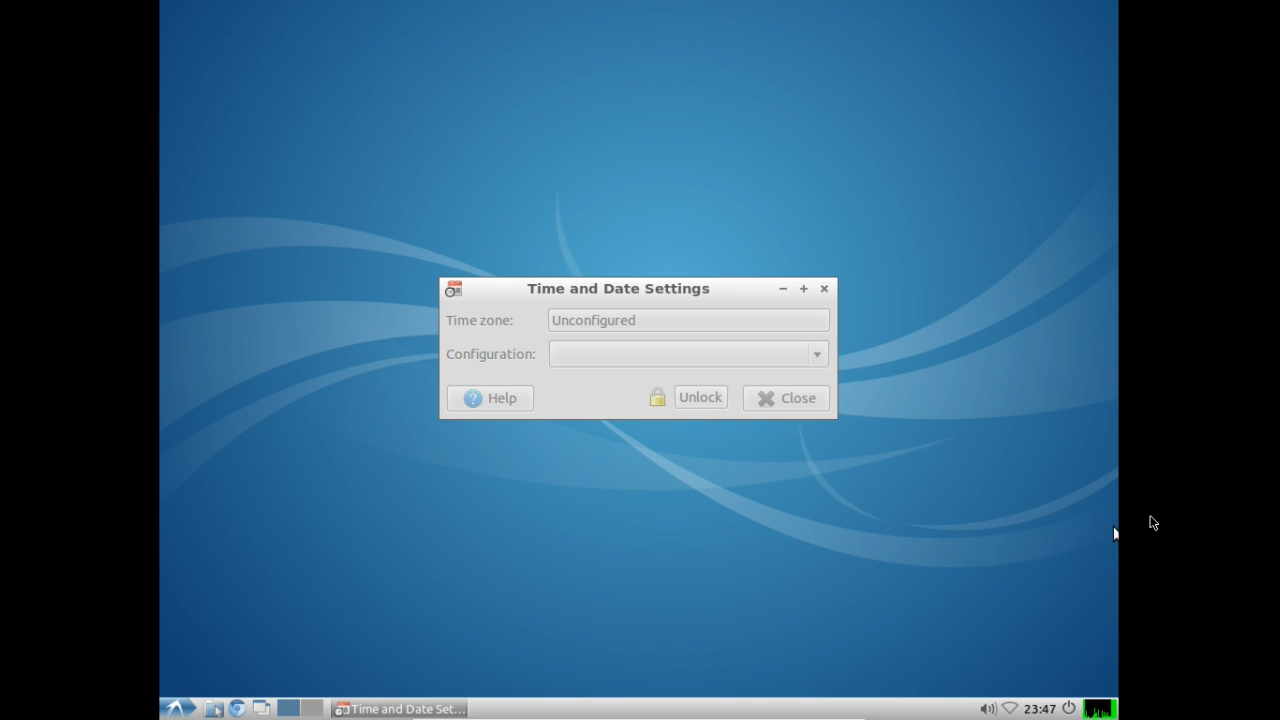 Time and Date Settings
Time zone: Unconfigured
Configuration:
Help Unlock Close
Time and Date Set... 23:47